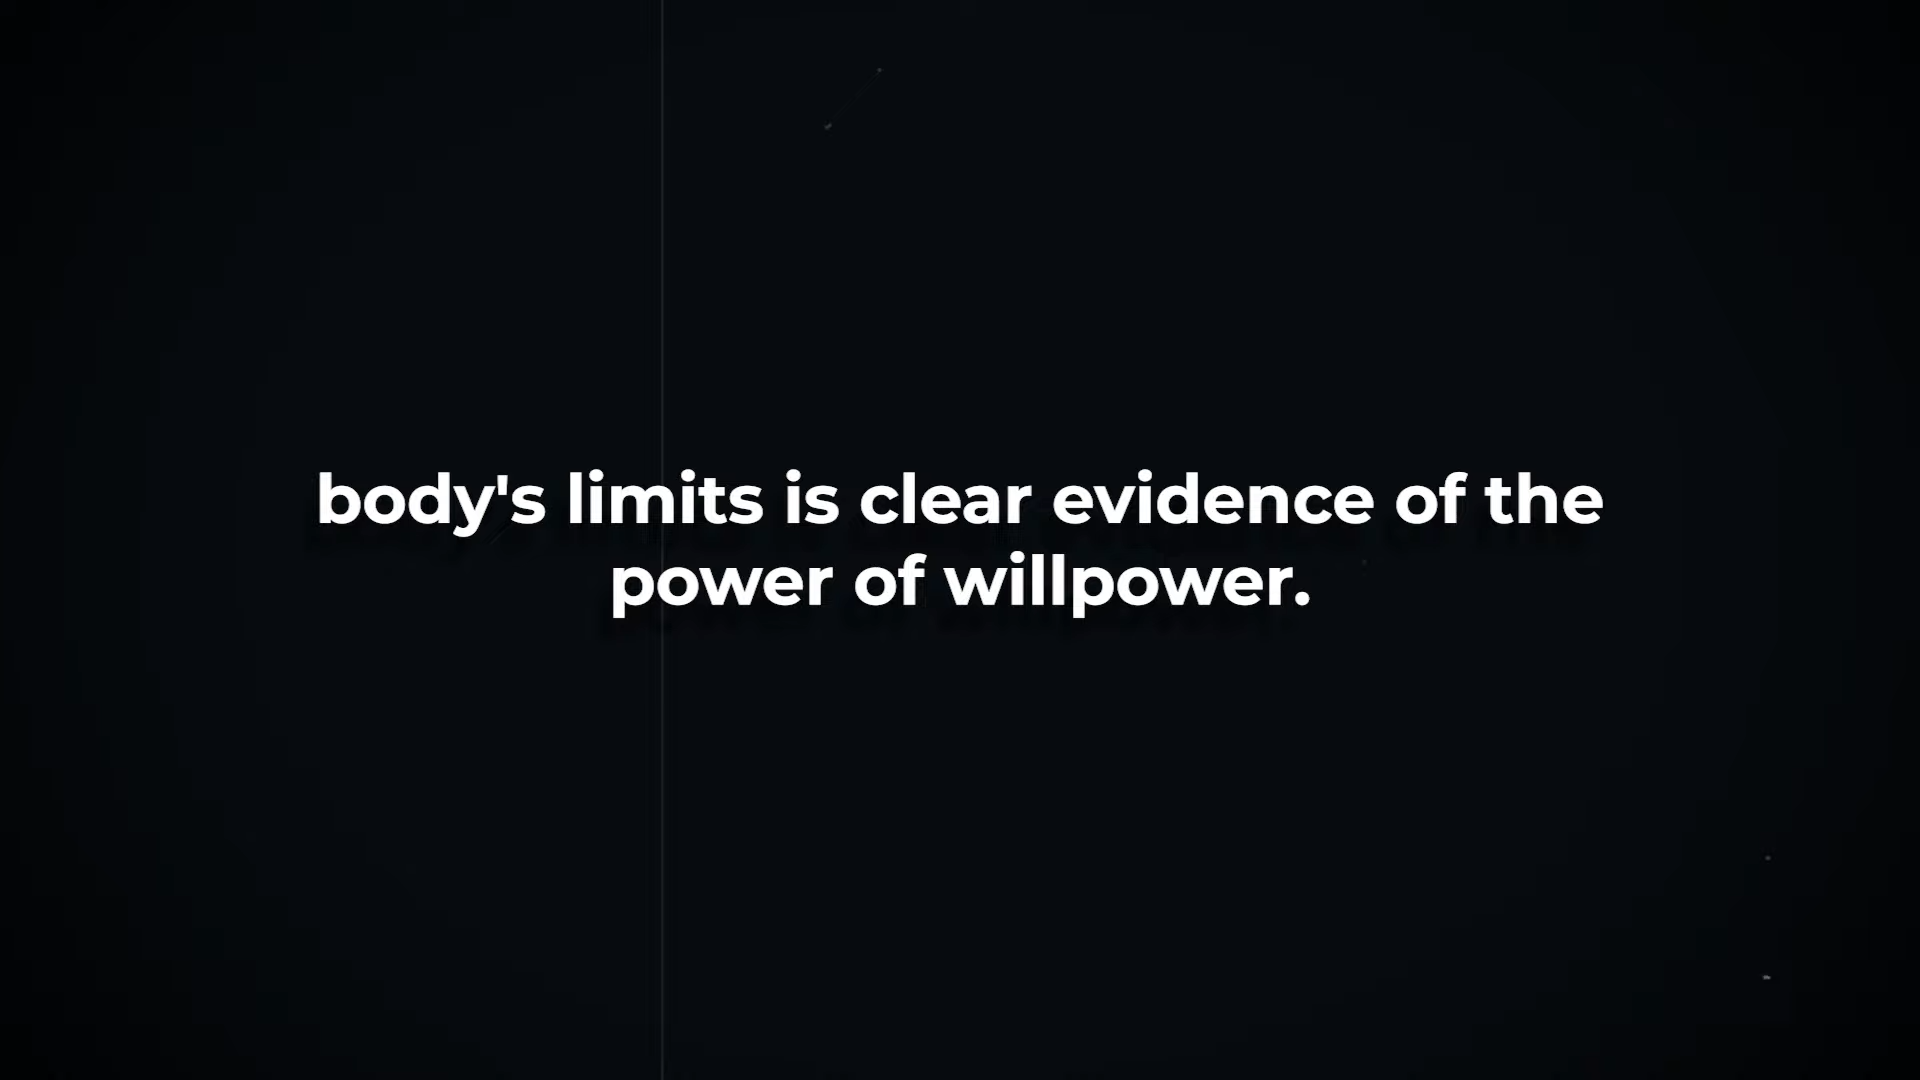 body's limits is clear evidence of the
power of willpower.